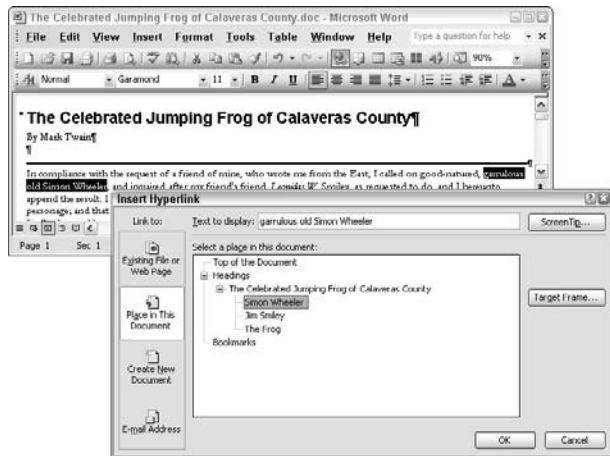 The Celebrated Jumping Frog of Calaveras County.doc - Microsoft Word
File Edit View Insert Format Tools Table Window Help Type a question for help
Normal Garamond 11 B I U 90%
The Celebrated Jumping Frog of Calaveras County¶
By Mark Twain¶
¶
In compliance with the request of a friend of mine, who wrote me from the East, I called on good-natured, garrulous
old Simon Wheeler, and inquired after my friend's friend, Leonidas W. Smiley, as requested to do, and I hereunto
append the result. I
personage; and that
Page 1 Sec 1
Insert Hyperlink
Link to:
Text to display: garrulous old Simon Wheeler
ScreenTip...
Existing File or
Web Page
Place in This
Document
Create New
Document
E-mail Address
Select a place in this document:
Top of the Document
Headings
The Celebrated Jumping Frog of Calaveras County
Simon Wheeler
Jim Smiley
The Frog
Bookmarks
Target Frame...
OK Cancel